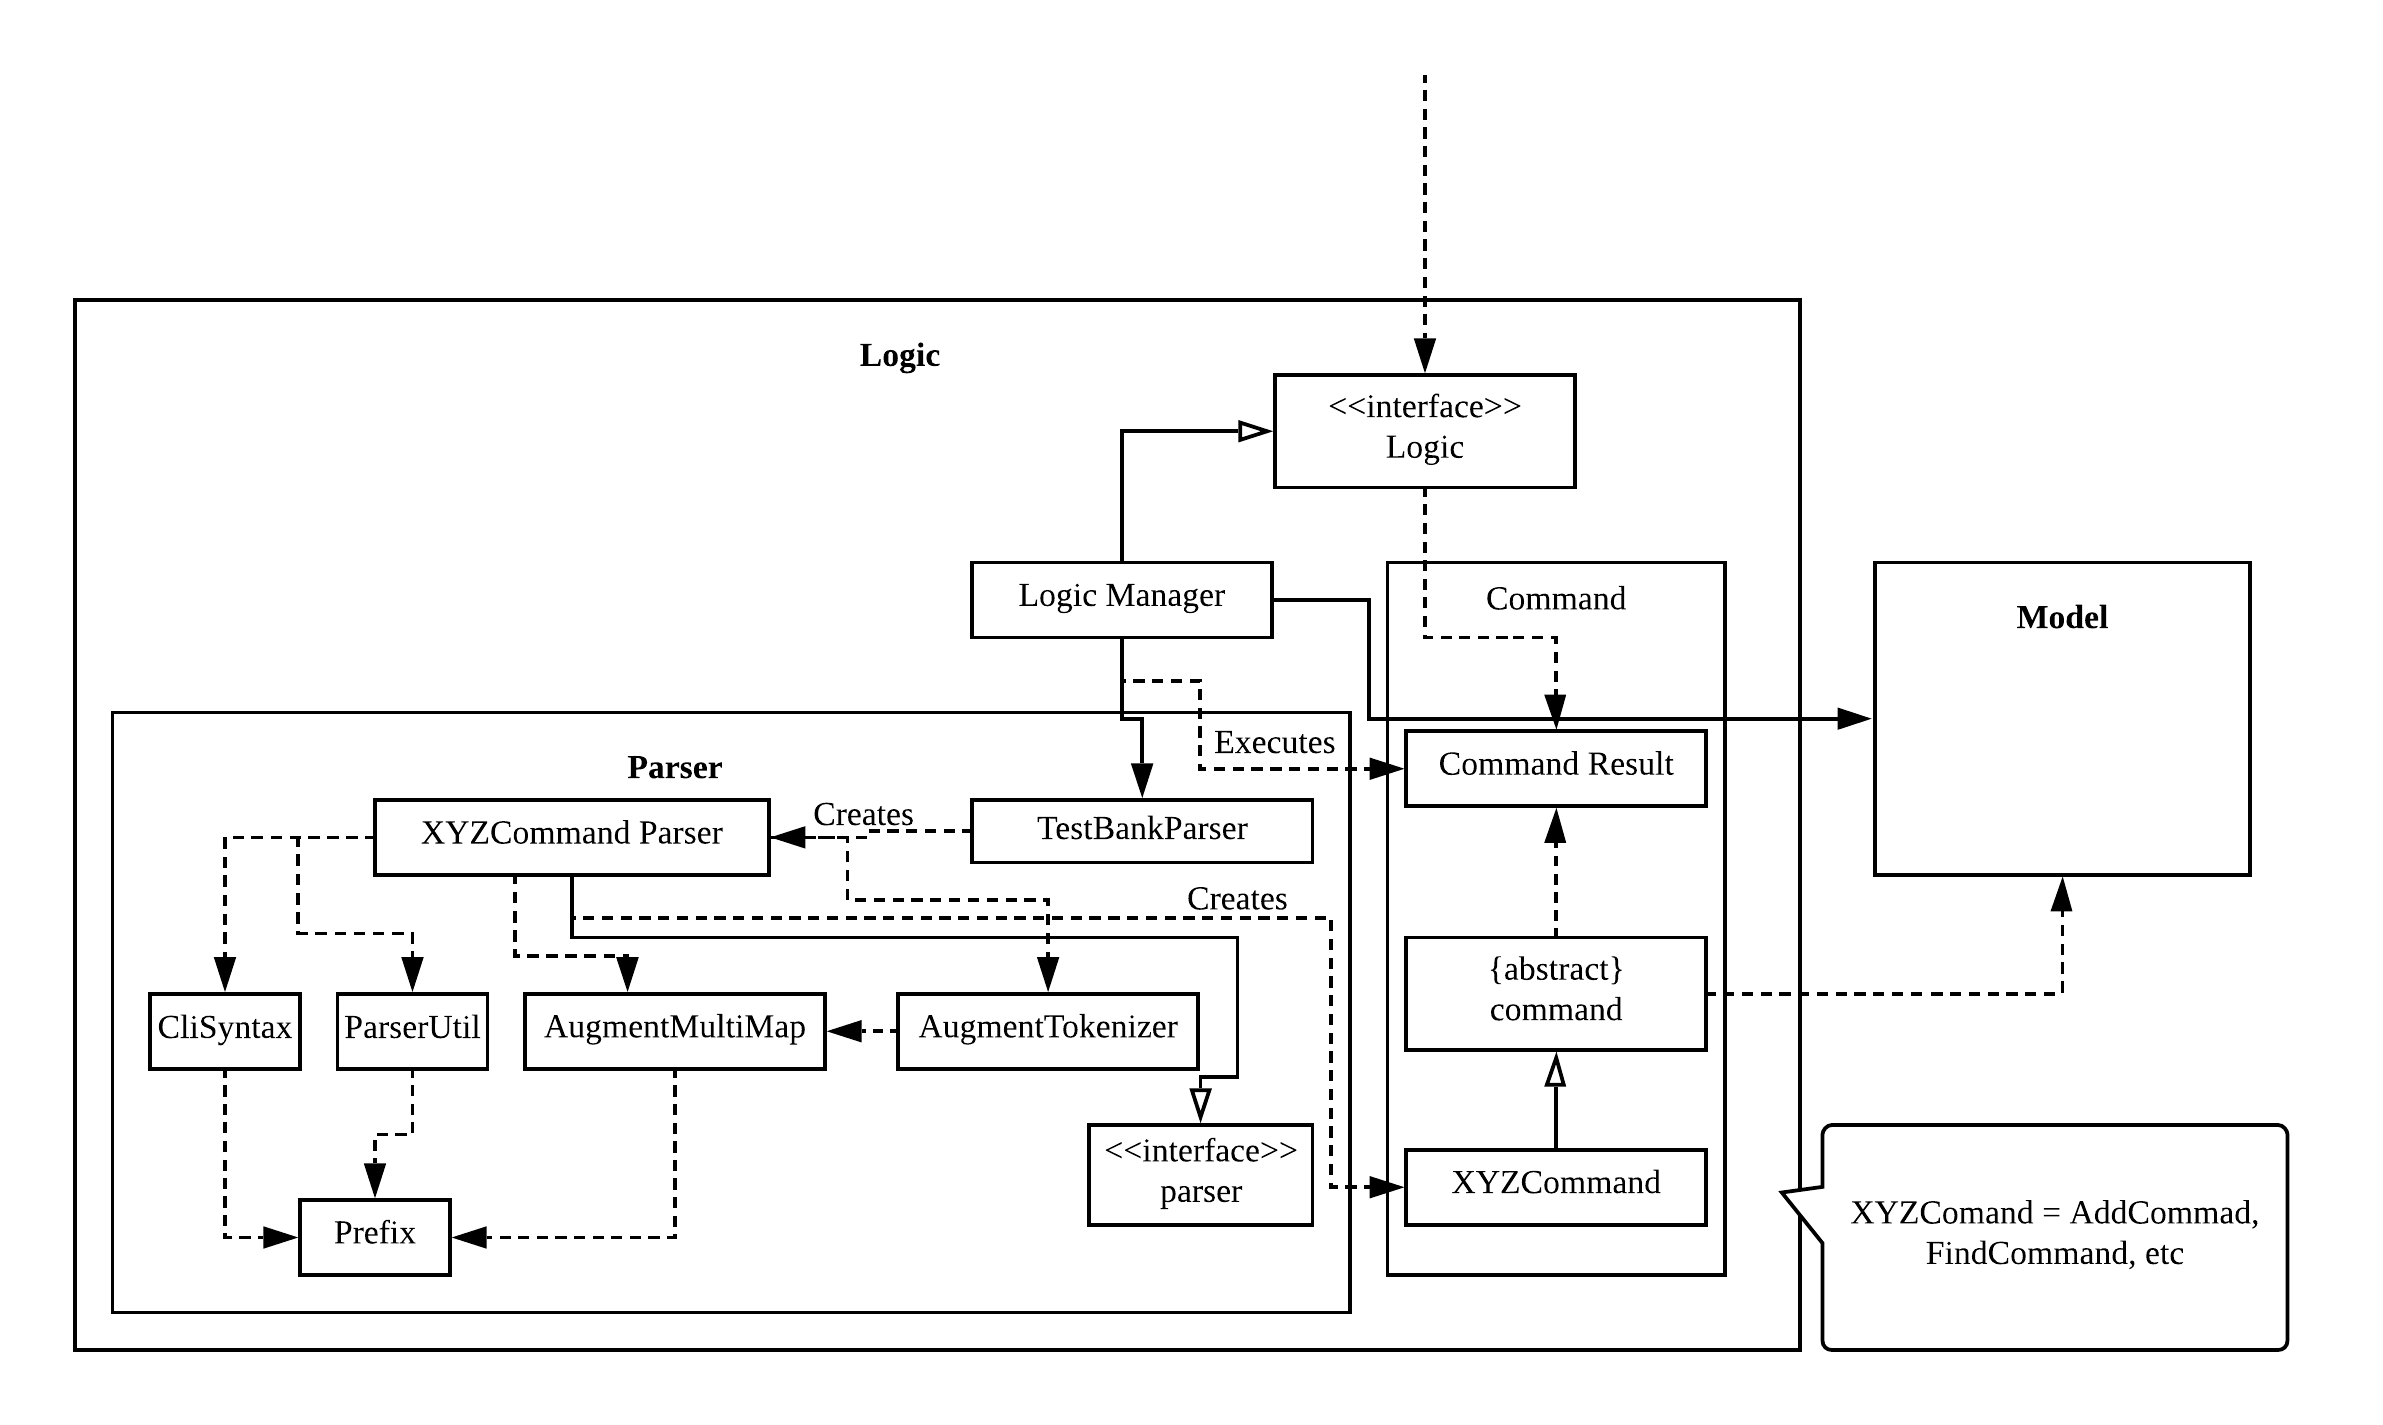 Logic
<<interface>>
Logic
Logic Manager
Command
Model
Executes
Parser
Command Result
Creates
XYZCommand Parser
TestBankParser
Creates
{abstract}
command
CliSyntax
ParserUtil
AugmentMultiMap
AugmentTokenizer
<<interface>>
parser
XYZCommand
Prefix
XYZComand = AddCommad,
FindCommand, etc